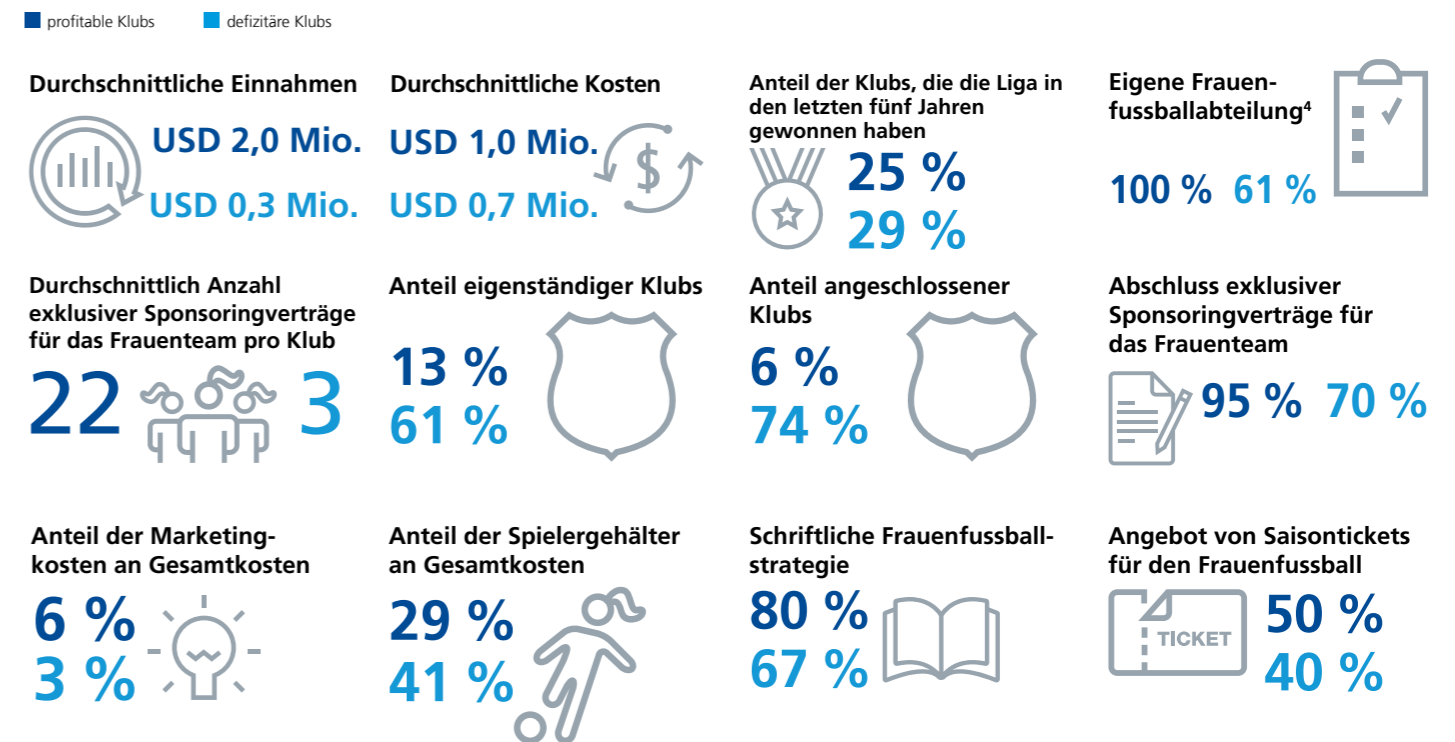 profitable Klubs
defizitäre Klubs
Durchschnittliche Einnahmen
USD 2,0 Mio.
USD 0,3 Mio.
Durchschnittliche Kosten
USD 1,0 Mio.
$
USD 0,7 Mio.
Anteil der Klubs, die die Liga in
den letzten fünf Jahren
gewonnen haben
25 %
29 %
Eigene Frauen-
fussballabteilung⁴
100 % 61 %
Durchschnittlich Anzahl
exklusiver Sponsoringverträge
für das Frauenteam pro Klub
22
3
Anteil eigenständiger Klubs
13 %
61 %
Anteil angeschlossener
Klubs
6 %
74 %
Abschluss exklusiver
Sponsoringverträge für
das Frauenteam
95 % 70 %
Anteil der Marketing-
kosten an Gesamtkosten
6 %
3 %
Anteil der Spielergehälter
an Gesamtkosten
29 %
41 %
Schriftliche Frauenfussball-
strategie
80 %
67 %
Angebot von Saisontickets
für den Frauenfussball
TICKET
50 %
40 %